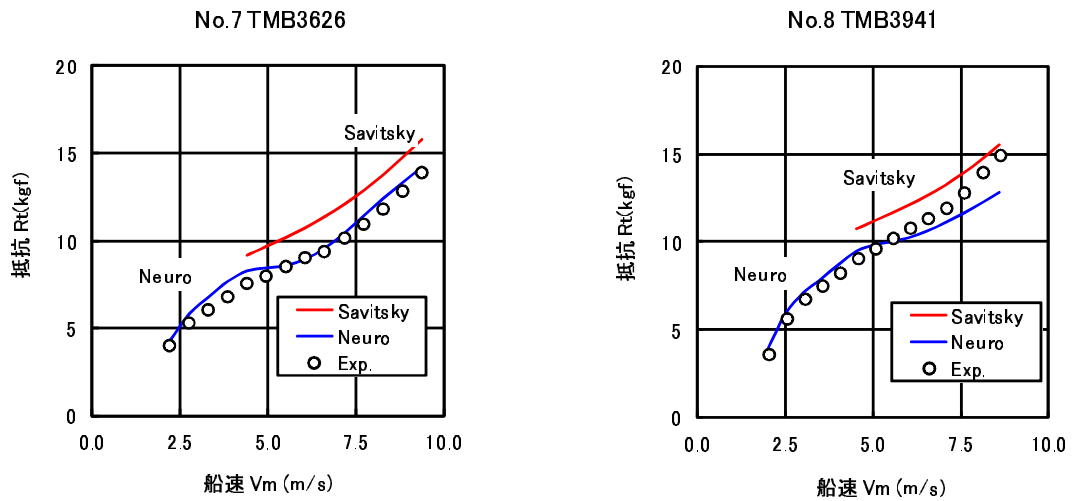 No.7 TMB3626
20
15
10
5
0
0.0 2.5 5.0 7.5 10.0
抵抗 Rt(kgf)
船速 Vm (m/s)
Savitsky
Neuro
Savitsky
Neuro
Exp.
No.8 TMB3941
20
15
10
5
0
0.0 2.5 5.0 7.5 10.0
抵抗 Rt(kgf)
船速 Vm (m/s)
Savitsky
Neuro
Savitsky
Neuro
Exp.